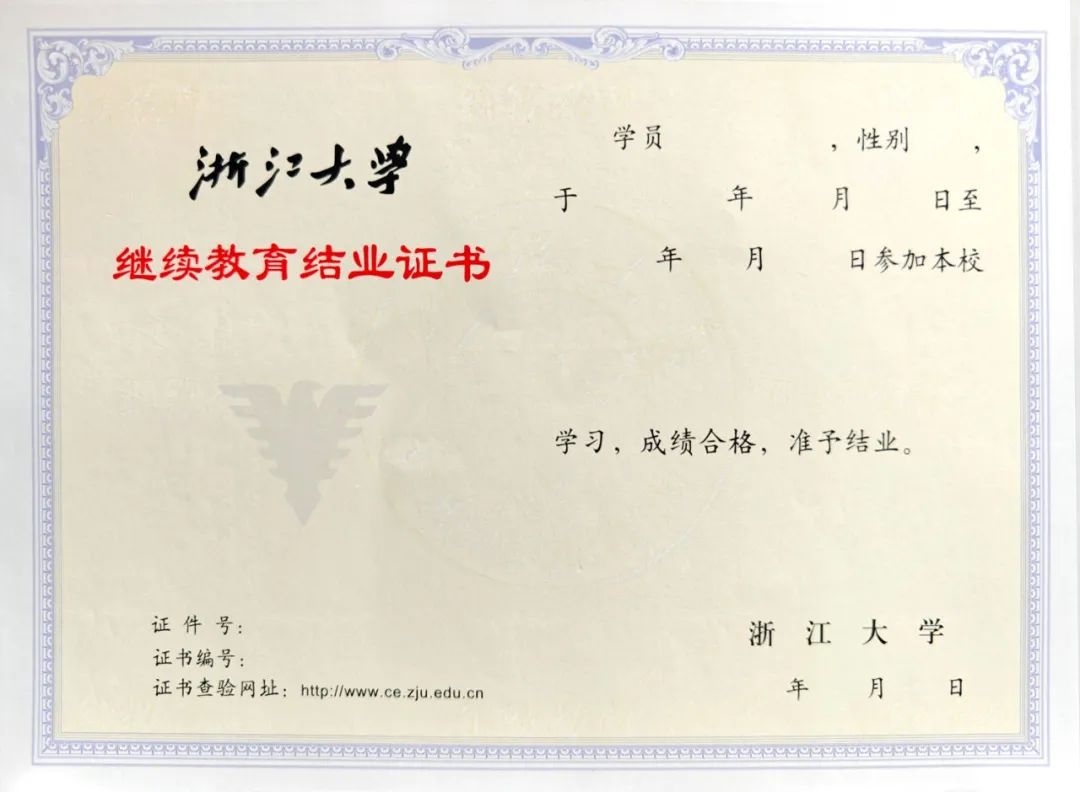 浙江大学
继续教育结业证书
学员 ，性别 ，
于 年 月 日至
年 月 日参加本校
学习，成绩合格，准予结业。
证 件 号：
证书编号：
证书查验网址：http://www.ce.zju.edu.cn
浙 江 大 学
年 月 日